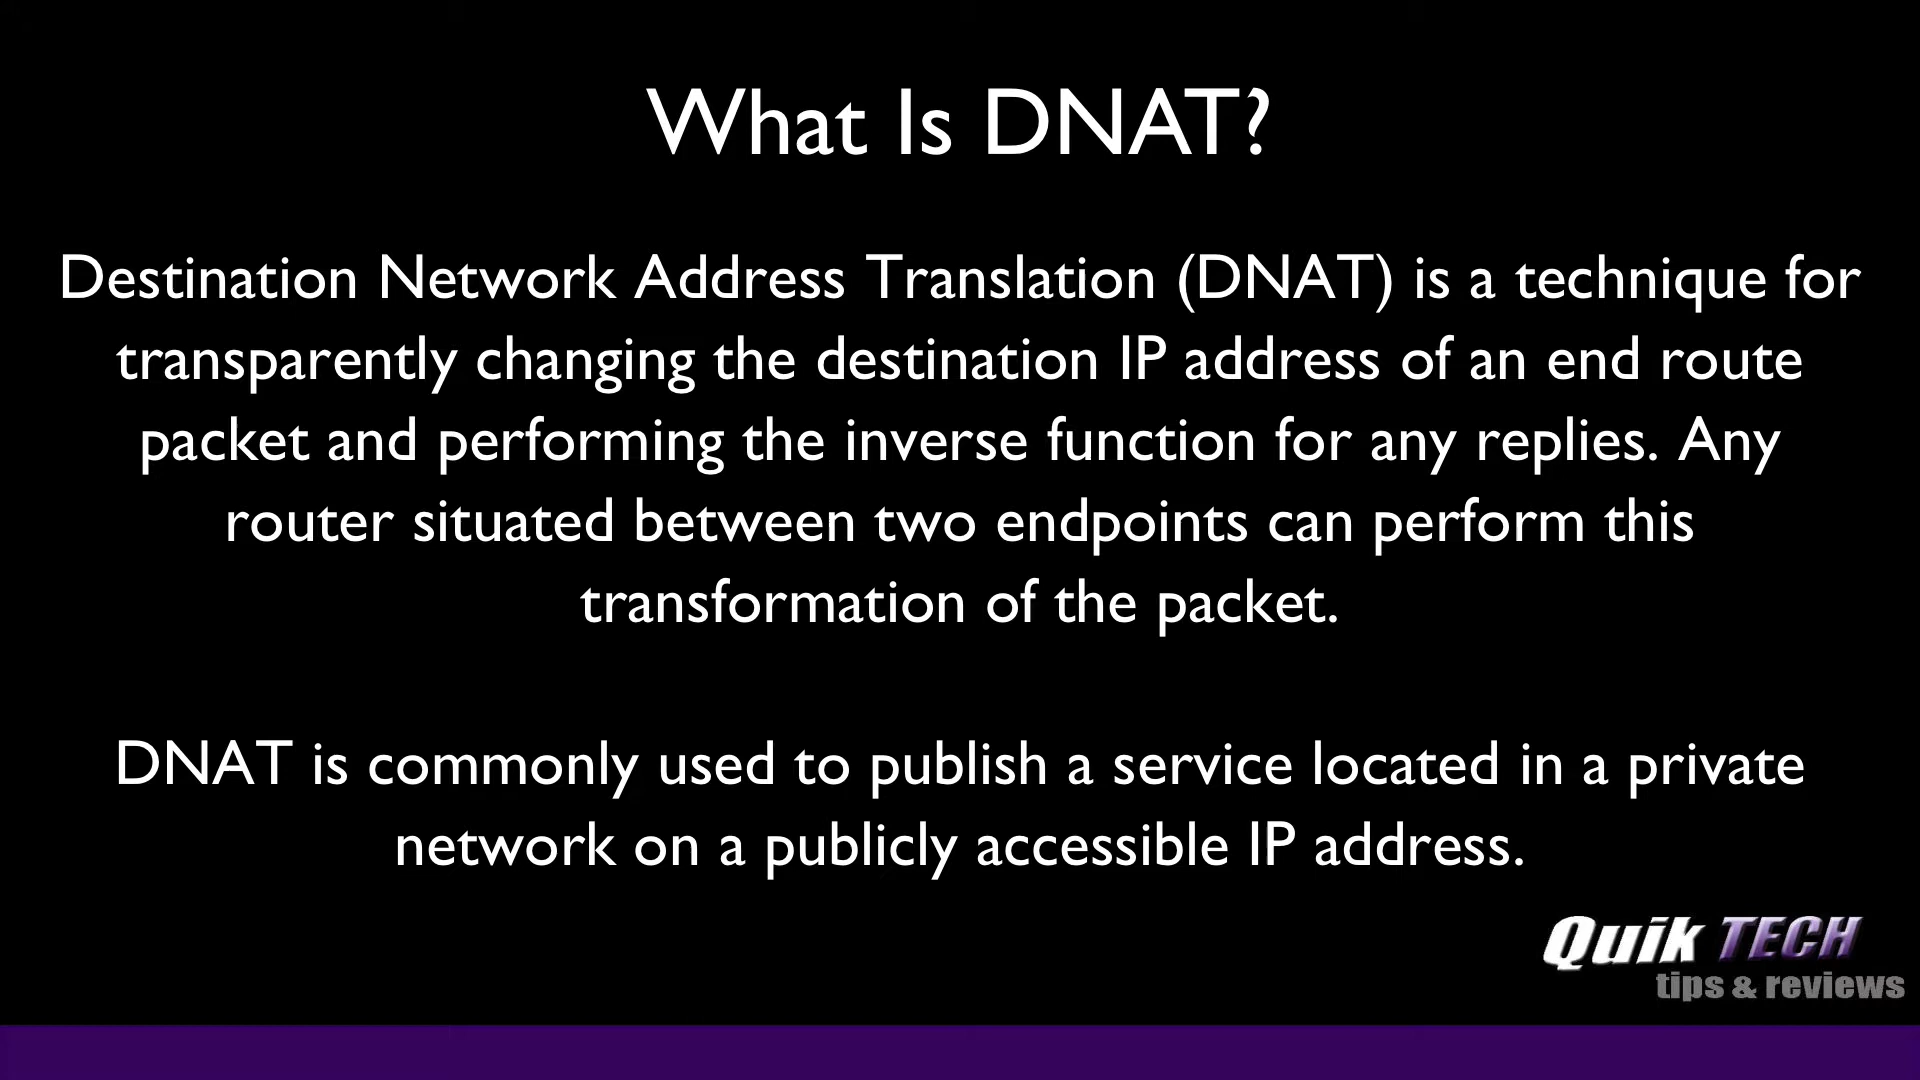 What Is DNAT?
Destination Network Address Translation (DNAT) is a technique for
transparently changing the destination IP address of an end route
packet and performing the inverse function for any replies. Any
router situated between two endpoints can perform this
transformation of the packet.
DNAT is commonly used to publish a service located in a private
network on a publicly accessible IP address.
Quik TECH
tips & reviews